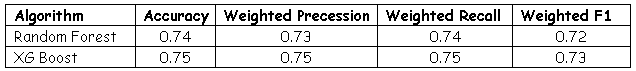 Algorithm Accuracy Weighted Precession Weighted Recall Weighted F1
Random Forest 0.74 0.73 0.74 0.72
XG Boost 0.75 0.75 0.75 0.73